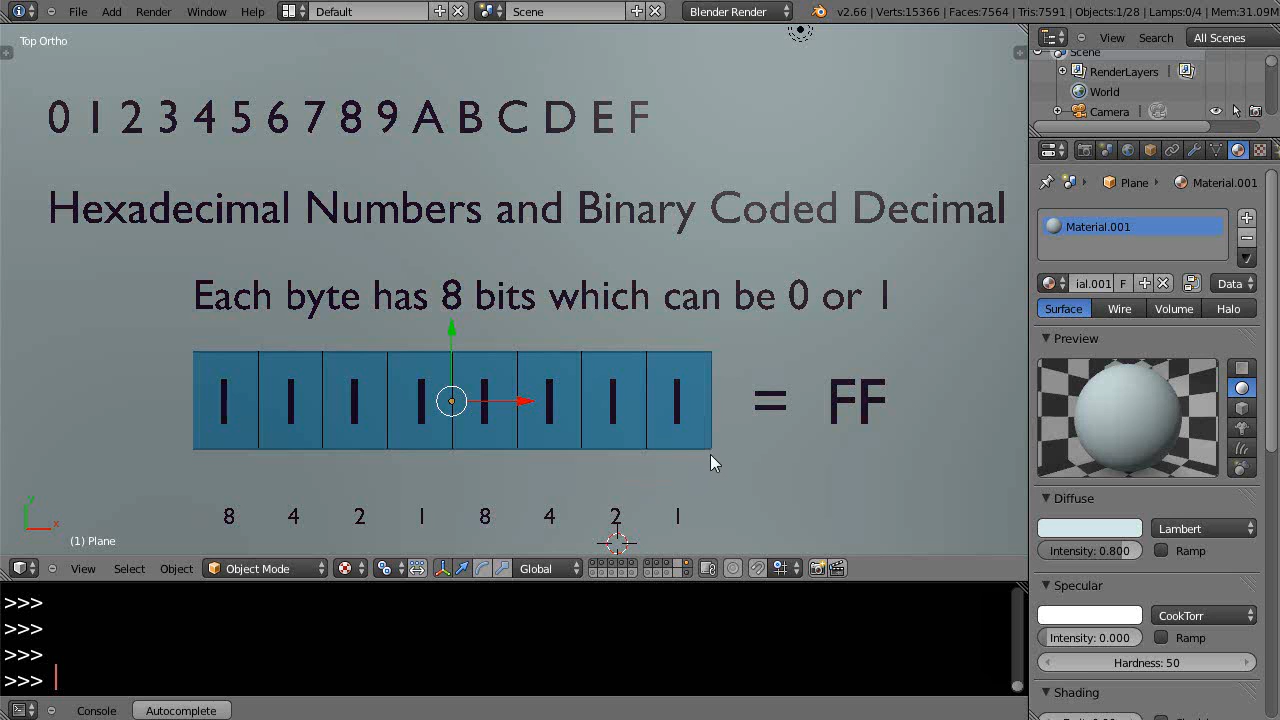 File Add Render Window Help Default Scene Blender Render v2.66 | Verts:15366 | Faces:7564 | Tris:7591 | Objects:1/28 | Lamps:0/4 | Mem:31.09M
Top Ortho
0 1 2 3 4 5 6 7 8 9 A B C D E F
Hexadecimal Numbers and Binary Coded Decimal
Each byte has 8 bits which can be 0 or 1
1 1 1 1 1 1 1 1 = FF
8 4 2 1 8 4 2 1
y
x
(1) Plane
View Select Object Object Mode Global
>>>
>>>
>>>
>>>
Console Autocomplete
View Search All Scenes
Scene
RenderLayers |
World
Camera |
Plane Material.001
Material.001
ial.001 F Data
Surface Wire Volume Halo
Preview
Diffuse
Lambert
Intensity: 0.800 Ramp
Specular
CookTorr
Intensity: 0.000 Ramp
Hardness: 50
Shading